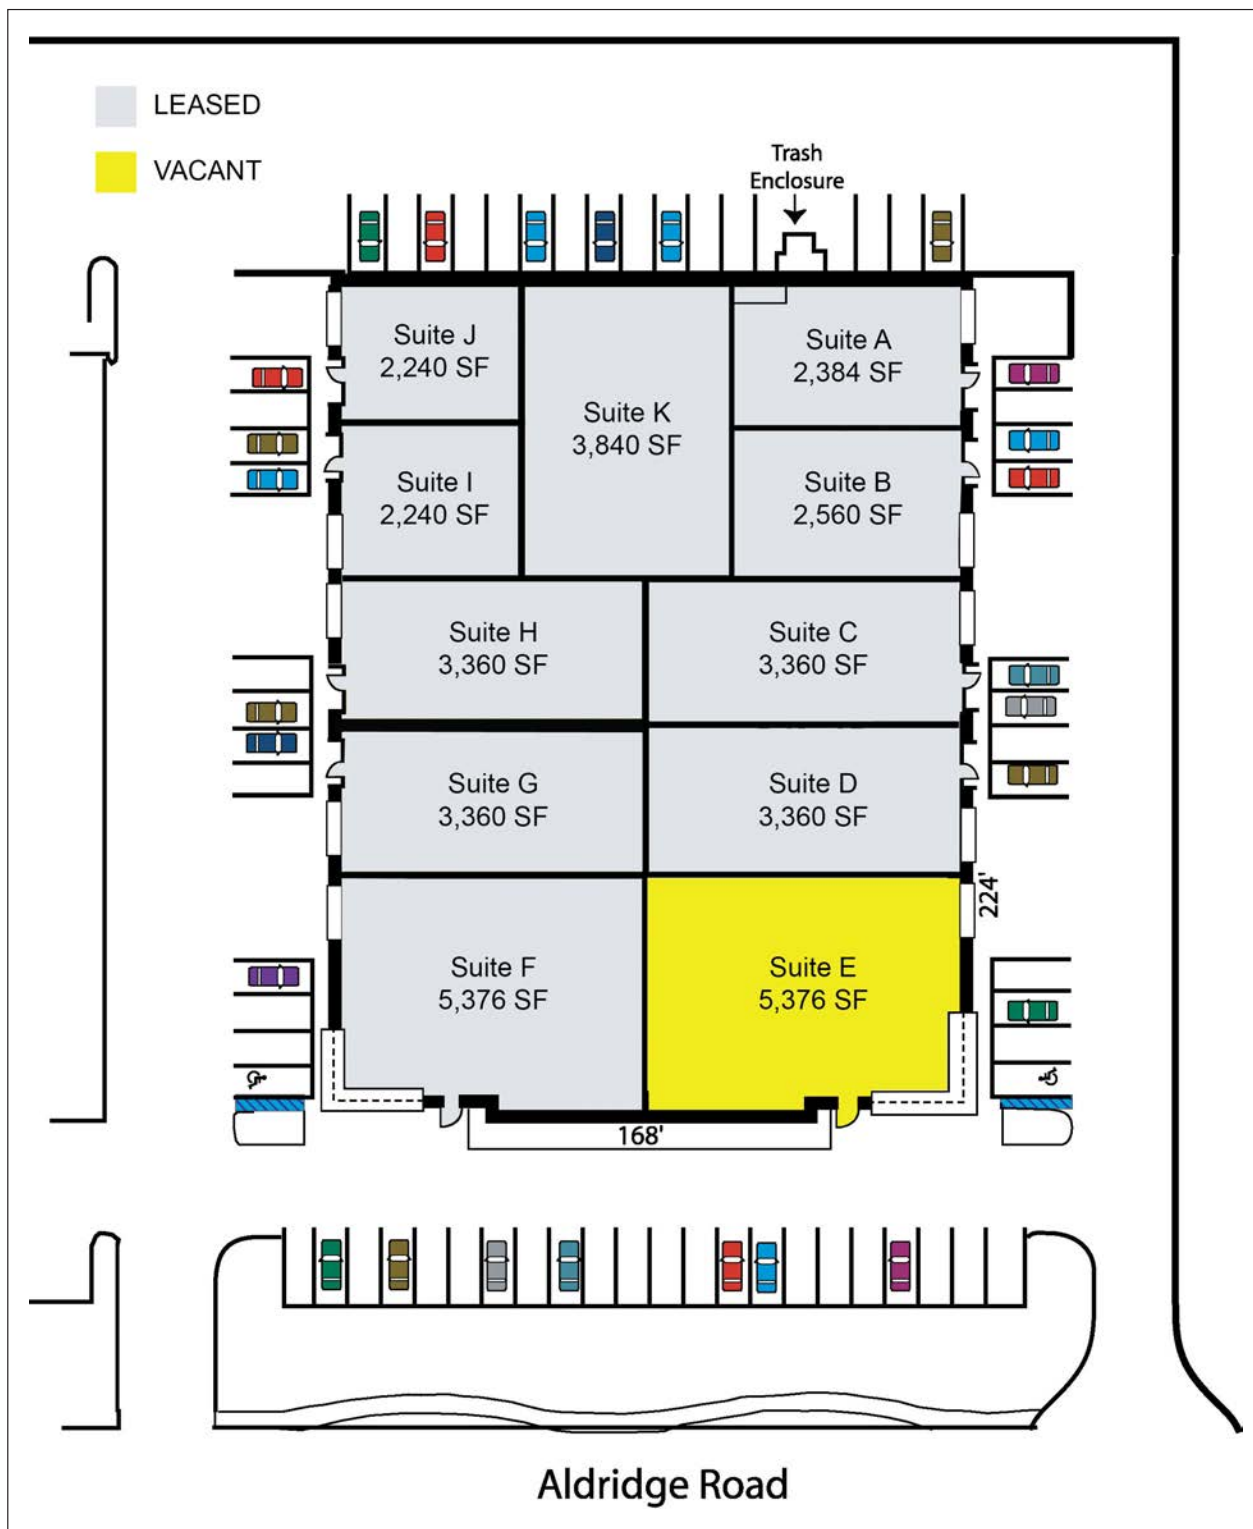 LEASED
VACANT
Trash
Enclosure
Suite J
2,240 SF
Suite K
3,840 SF
Suite A
2,384 SF
Suite I
2,240 SF
Suite B
2,560 SF
Suite H
3,360 SF
Suite C
3,360 SF
Suite G
3,360 SF
Suite D
3,360 SF
224'
Suite F
5,376 SF
Suite E
5,376 SF
168'
Aldridge Road